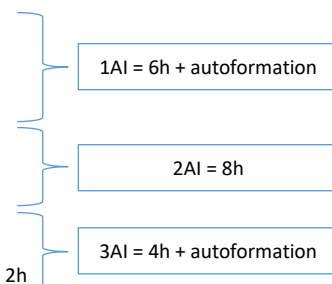 1AI = 6h + autoformation
2AI = 8h
3AI = 4h + autoformation
2h